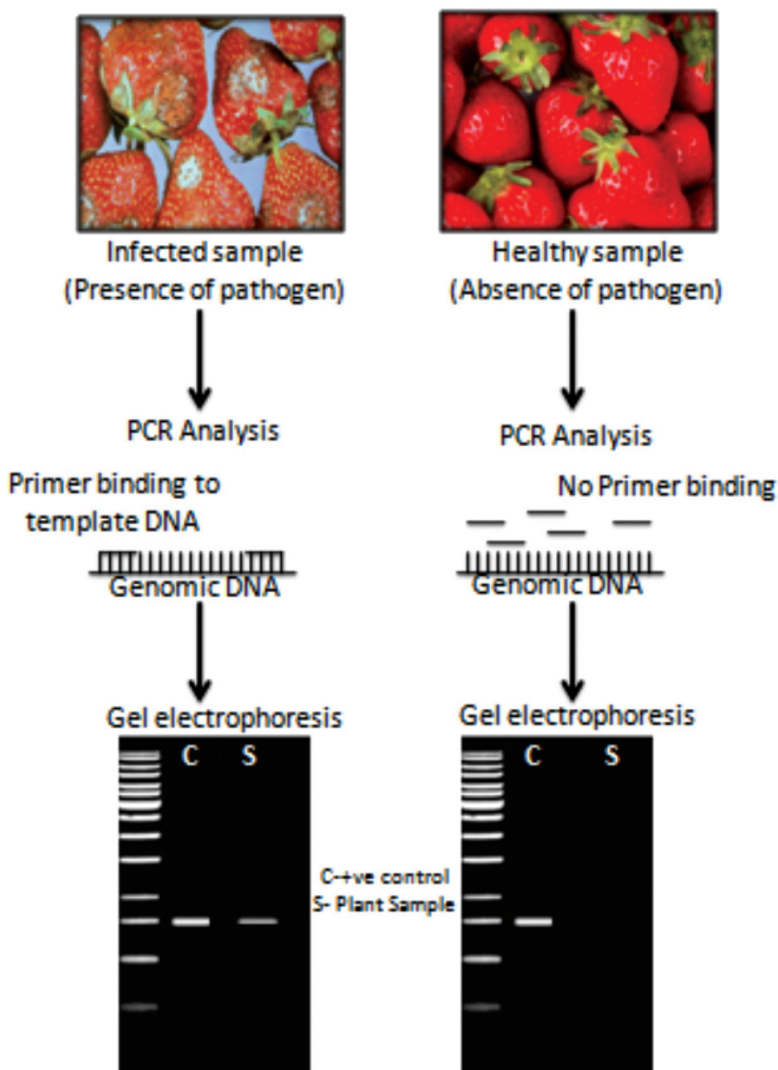 Infected sample
(Presence of pathogen)
PCR Analysis
Primer binding to
template DNA
Genomic DNA
Gel electrophoresis
C S
Healthy sample
(Absence of pathogen)
PCR Analysis
No Primer binding
Genomic DNA
Gel electrophoresis
C S
C-+ve control
S- Plant Sample